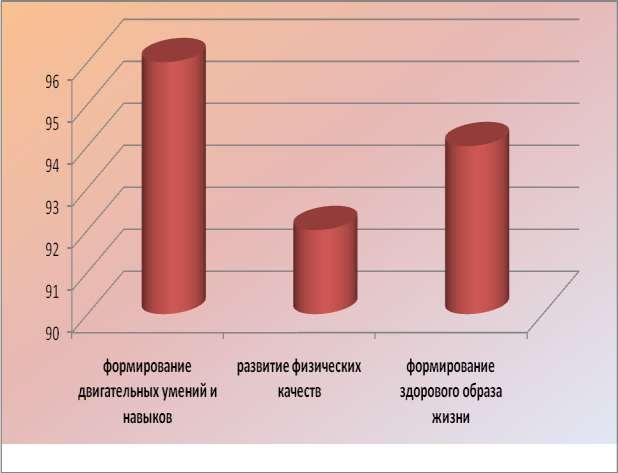 96
95
94
93
92
91
90
формирование
двигательных умений и
навыков
развитие физических
качеств
формирование
здорового образа
жизни